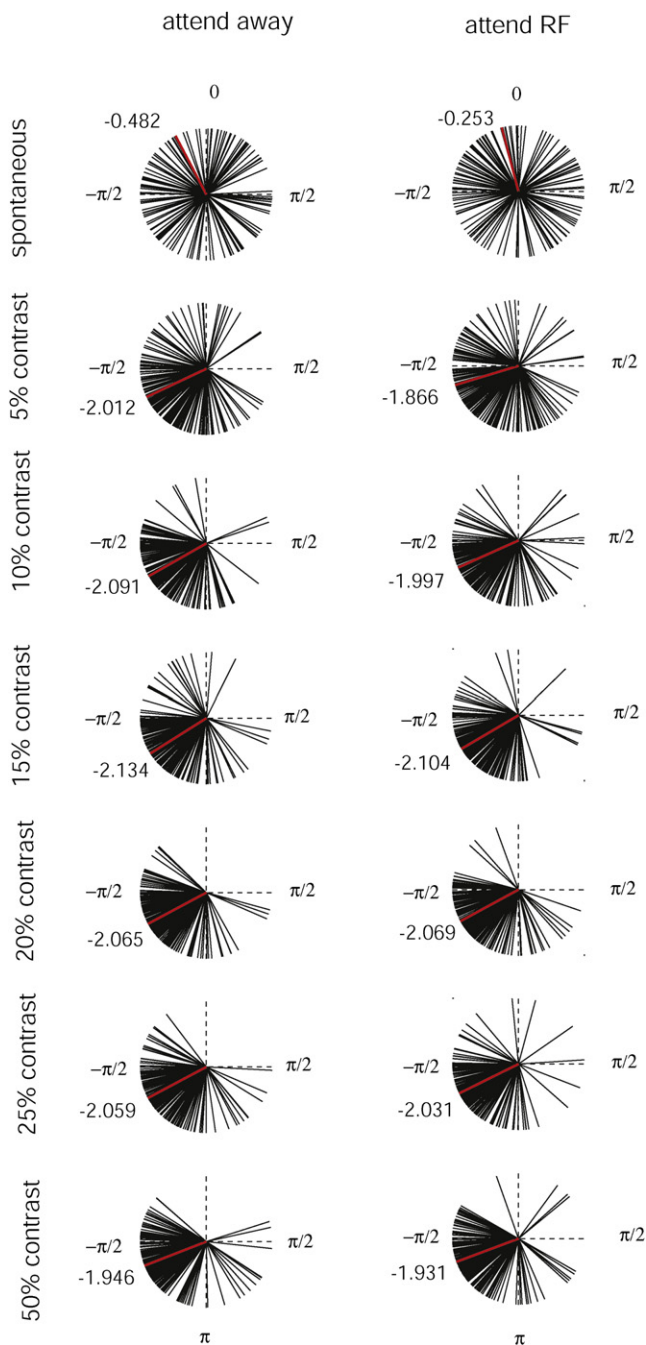 attend away attend RF
0 0
-0.482 -0.253
spontaneous
−π/2 π/2 −π/2 π/2
5% contrast
−π/2 π/2 −π/2 π/2
-2.012 -1.866
10% contrast
−π/2 π/2 −π/2 π/2
-2.091 -1.997
15% contrast
−π/2 π/2 −π/2 π/2
-2.134 -2.104
20% contrast
−π/2 π/2 −π/2 π/2
-2.065 -2.069
25% contrast
−π/2 π/2 −π/2 π/2
-2.059 -2.031
50% contrast
−π/2 π/2 −π/2 π/2
-1.946 -1.931
π π